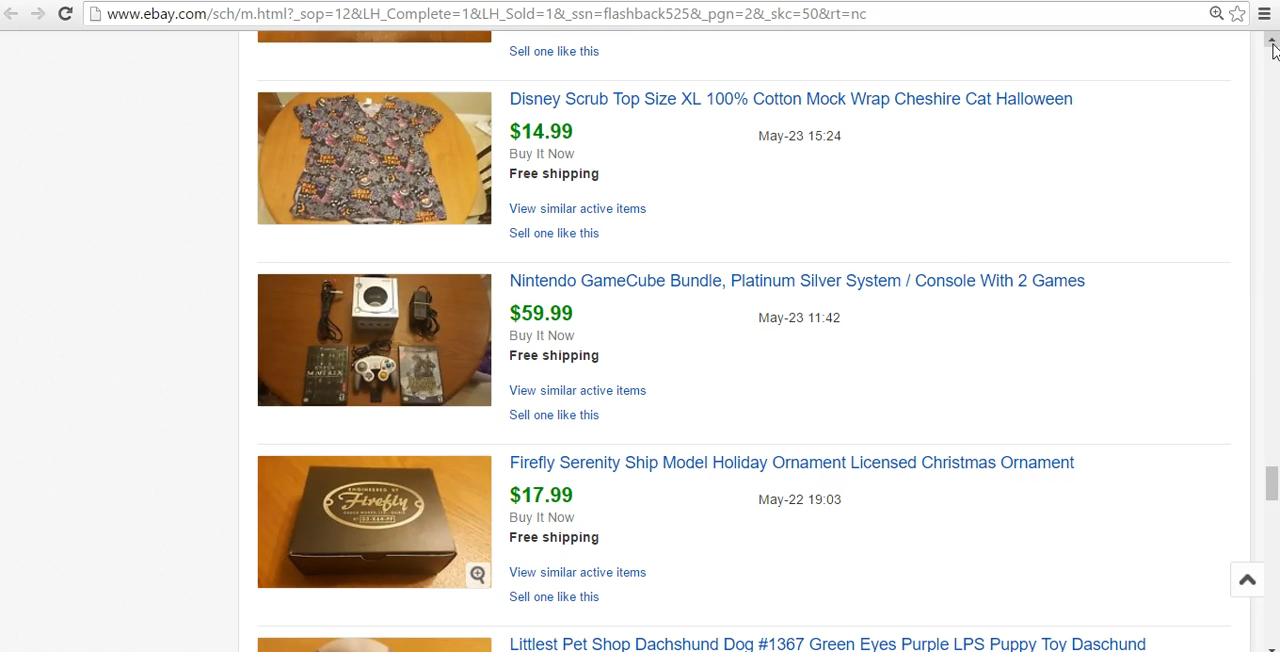 www.ebay.com/sch/m.html?_sop=12&LH_Complete=1&LH_Sold=1&_ssn=flashback525&_pgn=2&_skc=50&rt=nc
Sell one like this
Disney Scrub Top Size XL 100% Cotton Mock Wrap Cheshire Cat Halloween
$14.99
May-23 15:24
Buy It Now
Free shipping
View similar active items
Sell one like this
Nintendo GameCube Bundle, Platinum Silver System / Console With 2 Games
$59.99
May-23 11:42
Buy It Now
Free shipping
View similar active items
Sell one like this
Firefly Serenity Ship Model Holiday Ornament Licensed Christmas Ornament
ENGINEERED BY
Firefly
$17.99
May-22 19:03
Buy It Now
Free shipping
View similar active items
Sell one like this
Littlest Pet Shop Dachshund Dog #1367 Green Eyes Purple LPS Puppy Toy Daschund